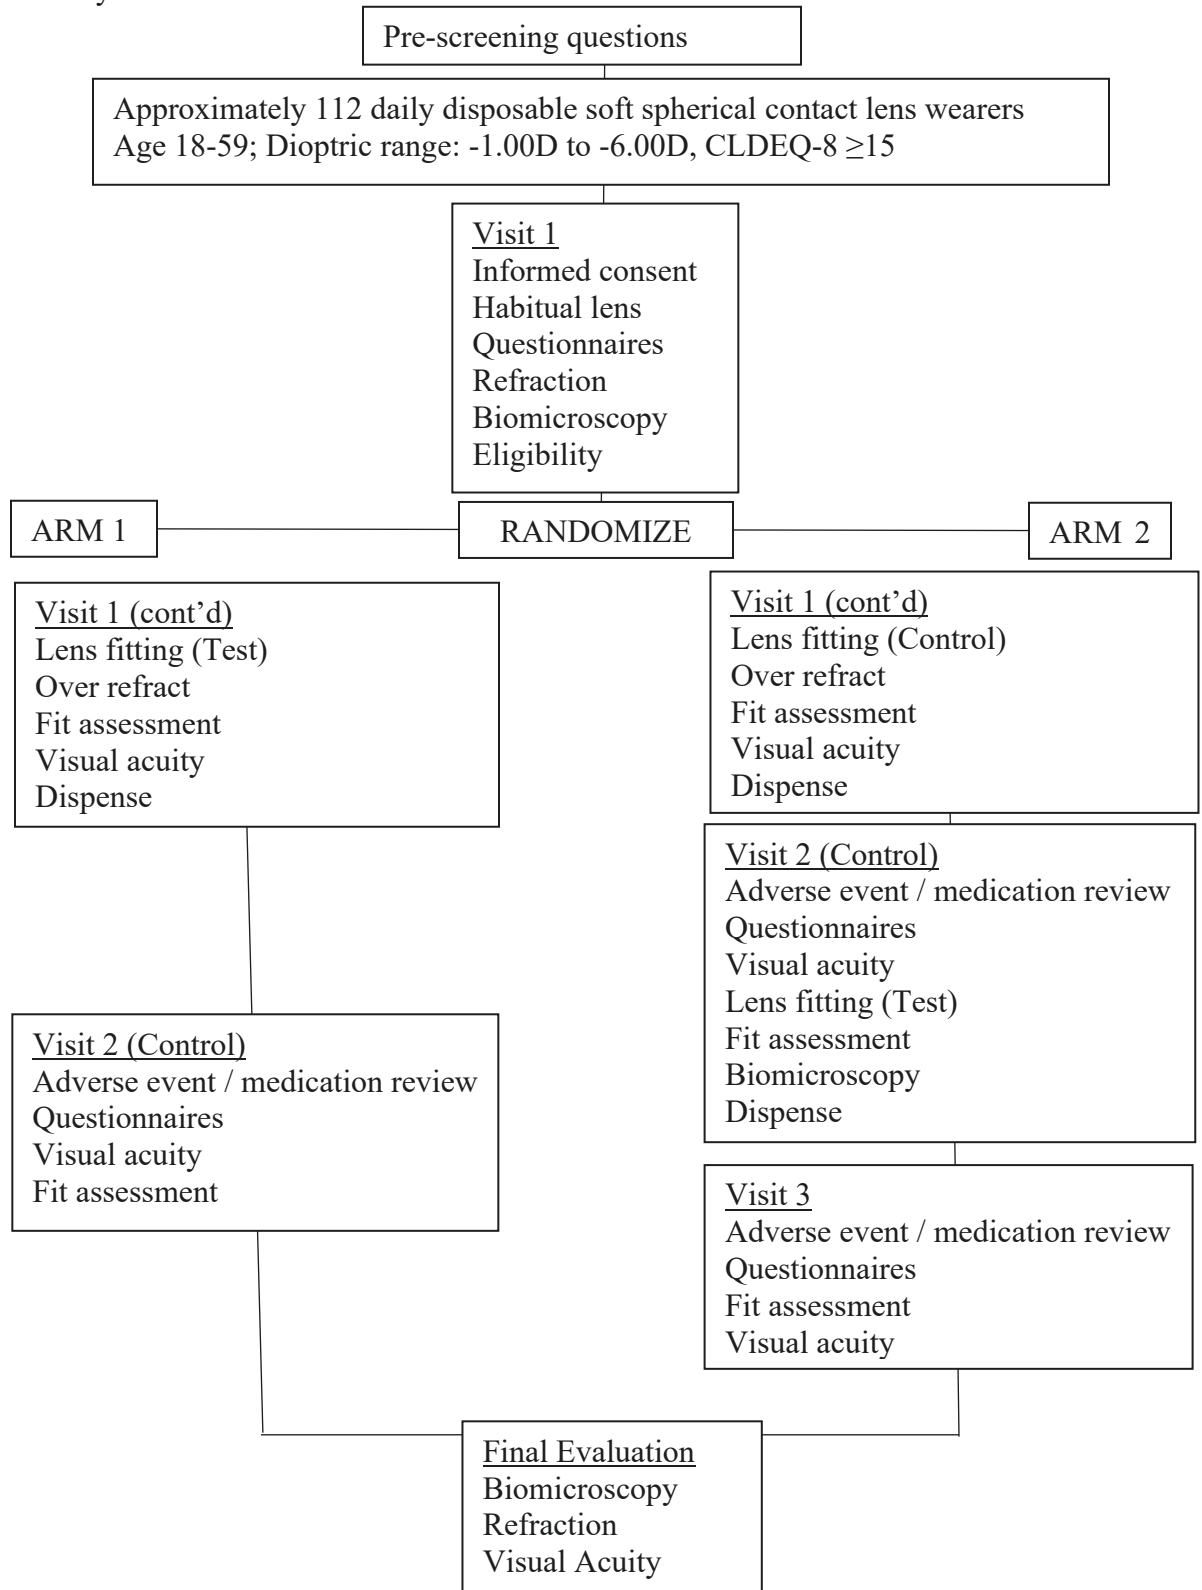 Pre-screening questions
Approximately 112 daily disposable soft spherical contact lens wearers
Age 18-59; Dioptric range: -1.00D to -6.00D, CLDEQ-8 ≥15
Visit 1
Informed consent
Habitual lens
Questionnaires
Refraction
Biomicroscopy
Eligibility
ARM 1
RANDOMIZE
ARM 2
Visit 1 (cont’d)
Lens fitting (Test)
Over refract
Fit assessment
Visual acuity
Dispense
Visit 2 (Control)
Adverse event / medication review
Questionnaires
Visual acuity
Fit assessment
Visit 1 (cont’d)
Lens fitting (Control)
Over refract
Fit assessment
Visual acuity
Dispense
Visit 2 (Control)
Adverse event / medication review
Questionnaires
Visual acuity
Lens fitting (Test)
Fit assessment
Biomicroscopy
Dispense
Visit 3
Adverse event / medication review
Questionnaires
Fit assessment
Visual acuity
Final Evaluation
Biomicroscopy
Refraction
Visual Acuity